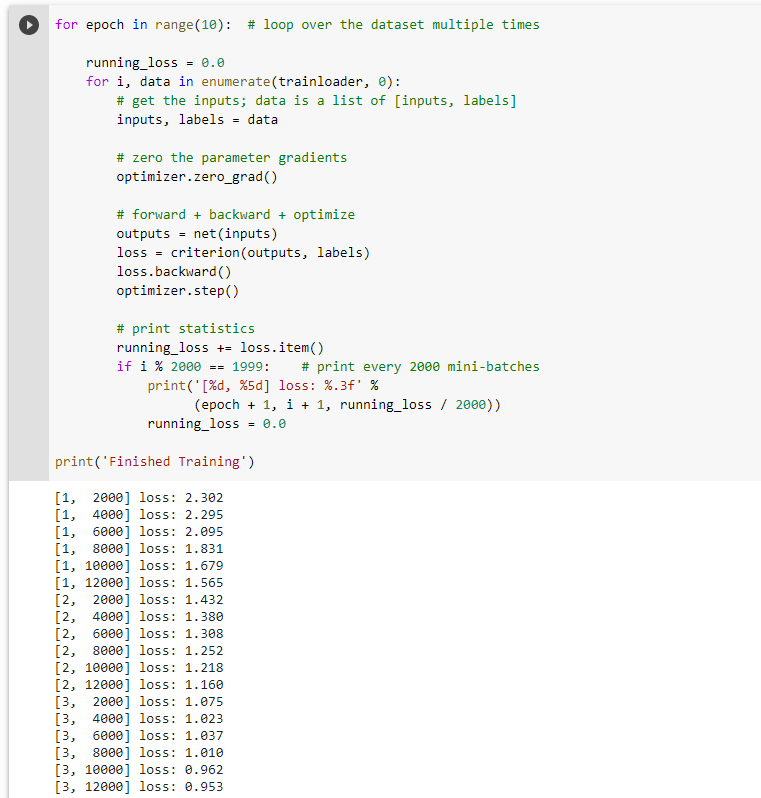 for epoch in range(10):  # loop over the dataset multiple times

    running_loss = 0.0
    for i, data in enumerate(trainloader, 0):
        # get the inputs; data is a list of [inputs, labels]
        inputs, labels = data

        # zero the parameter gradients
        optimizer.zero_grad()

        # forward + backward + optimize
        outputs = net(inputs)
        loss = criterion(outputs, labels)
        loss.backward()
        optimizer.step()

        # print statistics
        running_loss += loss.item()
        if i % 2000 == 1999:    # print every 2000 mini-batches
            print('[%d, %5d] loss: %.3f' %
                  (epoch + 1, i + 1, running_loss / 2000))
            running_loss = 0.0

print('Finished Training')
[1,  2000] loss: 2.302
[1,  4000] loss: 2.295
[1,  6000] loss: 2.095
[1,  8000] loss: 1.831
[1, 10000] loss: 1.679
[1, 12000] loss: 1.565
[2,  2000] loss: 1.432
[2,  4000] loss: 1.380
[2,  6000] loss: 1.308
[2,  8000] loss: 1.252
[2, 10000] loss: 1.218
[2, 12000] loss: 1.160
[3,  2000] loss: 1.075
[3,  4000] loss: 1.023
[3,  6000] loss: 1.037
[3,  8000] loss: 1.010
[3, 10000] loss: 0.962
[3, 12000] loss: 0.953